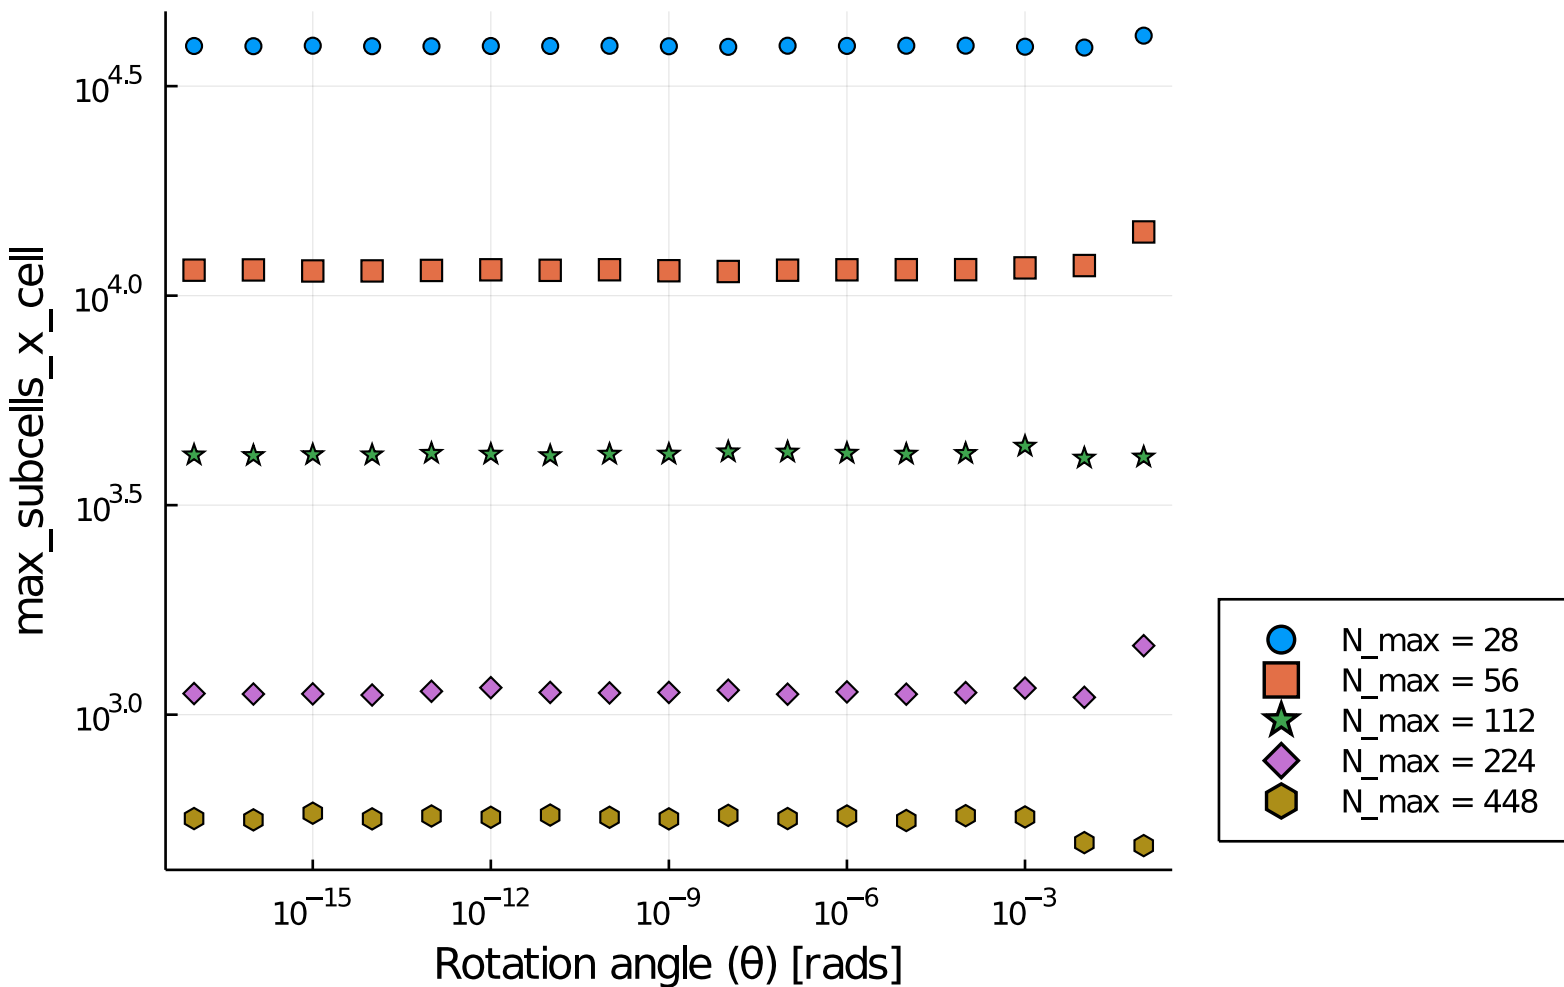 max_subcells_x_cell
10^4.5
10^4.0
10^3.5
10^3.0
10^−15 10^−12 10^−9 10^−6 10^−3
Rotation angle (θ) [rads]
N_max = 28
N_max = 56
N_max = 112
N_max = 224
N_max = 448